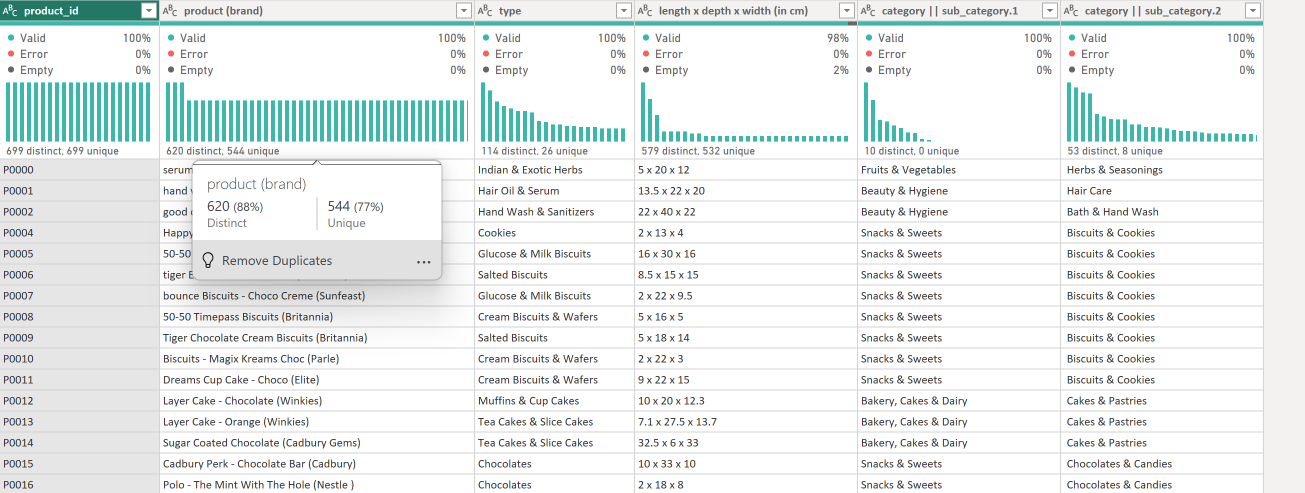 ABC product_id ABC product (brand) ABC type ABC length x depth x width (in cm) ABC category || sub_category.1 ABC category || sub_category.2
Valid 100% Valid 100% Valid 100% Valid 98% Valid 100% Valid 100%
Error 0% Error 0% Error 0% Error 0% Error 0% Error 0%
Empty 0% Empty 0% Empty 0% Empty 2% Empty 0% Empty 0%
699 distinct, 699 unique 620 distinct, 544 unique 114 distinct, 26 unique 579 distinct, 532 unique 10 distinct, 0 unique 53 distinct, 8 unique
P0000 serum Indian & Exotic Herbs 5 x 20 x 12 Fruits & Vegetables Herbs & Seasonings
P0001 hand Hair Oil & Serum 13.5 x 22 x 20 Beauty & Hygiene Hair Care
P0002 good Hand Wash & Sanitizers 22 x 40 x 22 Beauty & Hygiene Bath & Hand Wash
P0004 Happy Cookies 2 x 13 x 4 Snacks & Sweets Biscuits & Cookies
P0005 50-50 Glucose & Milk Biscuits 16 x 30 x 16 Snacks & Sweets Biscuits & Cookies
P0006 tiger Salted Biscuits 8.5 x 15 x 15 Snacks & Sweets Biscuits & Cookies
product (brand)
620 (88%) 544 (77%)
Distinct Unique
Remove Duplicates ...
P0007 bounce Biscuits - Choco Creme (Sunfeast) Glucose & Milk Biscuits 2 x 22 x 9.5 Snacks & Sweets Biscuits & Cookies
P0008 50-50 Timepass Biscuits (Britannia) Cream Biscuits & Wafers 5 x 16 x 5 Snacks & Sweets Biscuits & Cookies
P0009 Tiger Chocolate Cream Biscuits (Britannia) Salted Biscuits 5 x 18 x 14 Snacks & Sweets Biscuits & Cookies
P0010 Biscuits - Magix Kreams Choc (Parle) Cream Biscuits & Wafers 2 x 22 x 3 Snacks & Sweets Biscuits & Cookies
P0011 Dreams Cup Cake - Choco (Elite) Cream Biscuits & Wafers 9 x 22 x 15 Snacks & Sweets Biscuits & Cookies
P0012 Layer Cake - Chocolate (Winkies) Muffins & Cup Cakes 10 x 20 x 12.3 Bakery, Cakes & Dairy Cakes & Pastries
P0013 Layer Cake - Orange (Winkies) Tea Cakes & Slice Cakes 7.1 x 27.5 x 13.7 Bakery, Cakes & Dairy Cakes & Pastries
P0014 Sugar Coated Chocolate (Cadbury Gems) Tea Cakes & Slice Cakes 32.5 x 6 x 33 Bakery, Cakes & Dairy Cakes & Pastries
P0015 Cadbury Perk - Chocolate Bar (Cadbury) Chocolates 10 x 33 x 10 Snacks & Sweets Chocolates & Candies
P0016 Polo - The Mint With The Hole (Nestle ) Chocolates 2 x 18 x 8 Snacks & Sweets Chocolates & Candies